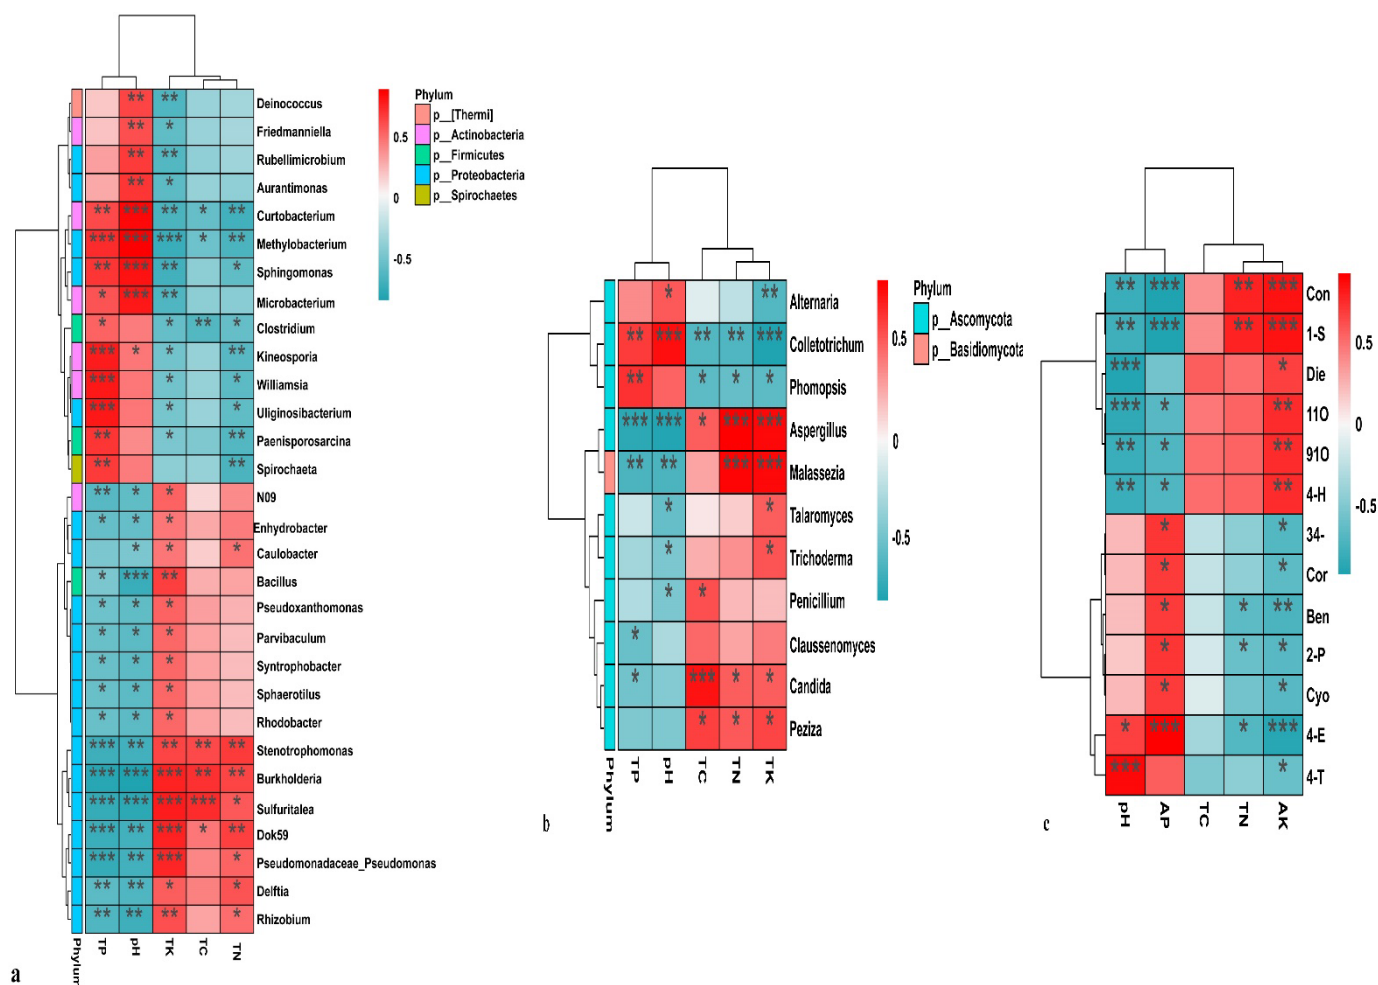 Phylum
p__[Thermi]
p__Actinobacteria
p__Firmicutes
p__Proteobacteria
p__Spirochaetes
0.5
0
-0.5
** ** Deinococcus
** * Friedmanniella
** ** Rubellimicrobium
** * Aurantimonas
** *** ** * ** Curtobacterium
*** *** *** * ** Methylobacterium
** *** ** * Sphingomonas
* *** ** Microbacterium
* * ** * Clostridium
*** * * ** Kineosporia
*** * * Williamsia
*** * * Uliginosibacterium
** * ** Paenisporosarcina
** ** Spirochaeta
** * * N09
* * * Enhydrobacter
* * * Caulobacter
* *** ** Bacillus
* * * Pseudoxanthomonas
* * * Parvibaculum
* * * Syntrophobacter
* * * Sphaerotilus
* * * Rhodobacter
*** ** ** ** ** Stenotrophomonas
*** *** *** ** ** Burkholderia
*** *** *** *** * Sulfuritalea
*** ** *** * ** Dok59
*** ** *** * Pseudomonadaceae_Pseudomonas
** ** * * Delftia
** ** ** * Rhizobium
Phylum TP pH TK TC TN
a
Phylum
p__Ascomycota
p__Basidiomycota
0.5
0
-0.5
* ** Alternaria
** *** ** ** *** Colletotrichum
** * * * Phomopsis
*** *** * *** *** Aspergillus
** ** *** *** Malassezia
* * Talaromyces
* * Trichoderma
* * Penicillium
* Claussenomyces
* *** * * Candida
* * * Peziza
Phylum TP pH TC TN TK
b
0.5
0
-0.5
** *** ** *** Con
** *** ** *** 1-S
*** * Die
*** * ** 11O
** * ** 91O
** * ** 4-H
* * 34-
* * Cor
* * ** Ben
* * * 2-P
* * Cyo
* *** * *** 4-E
*** * 4-T
pH AP TC TN AK
c